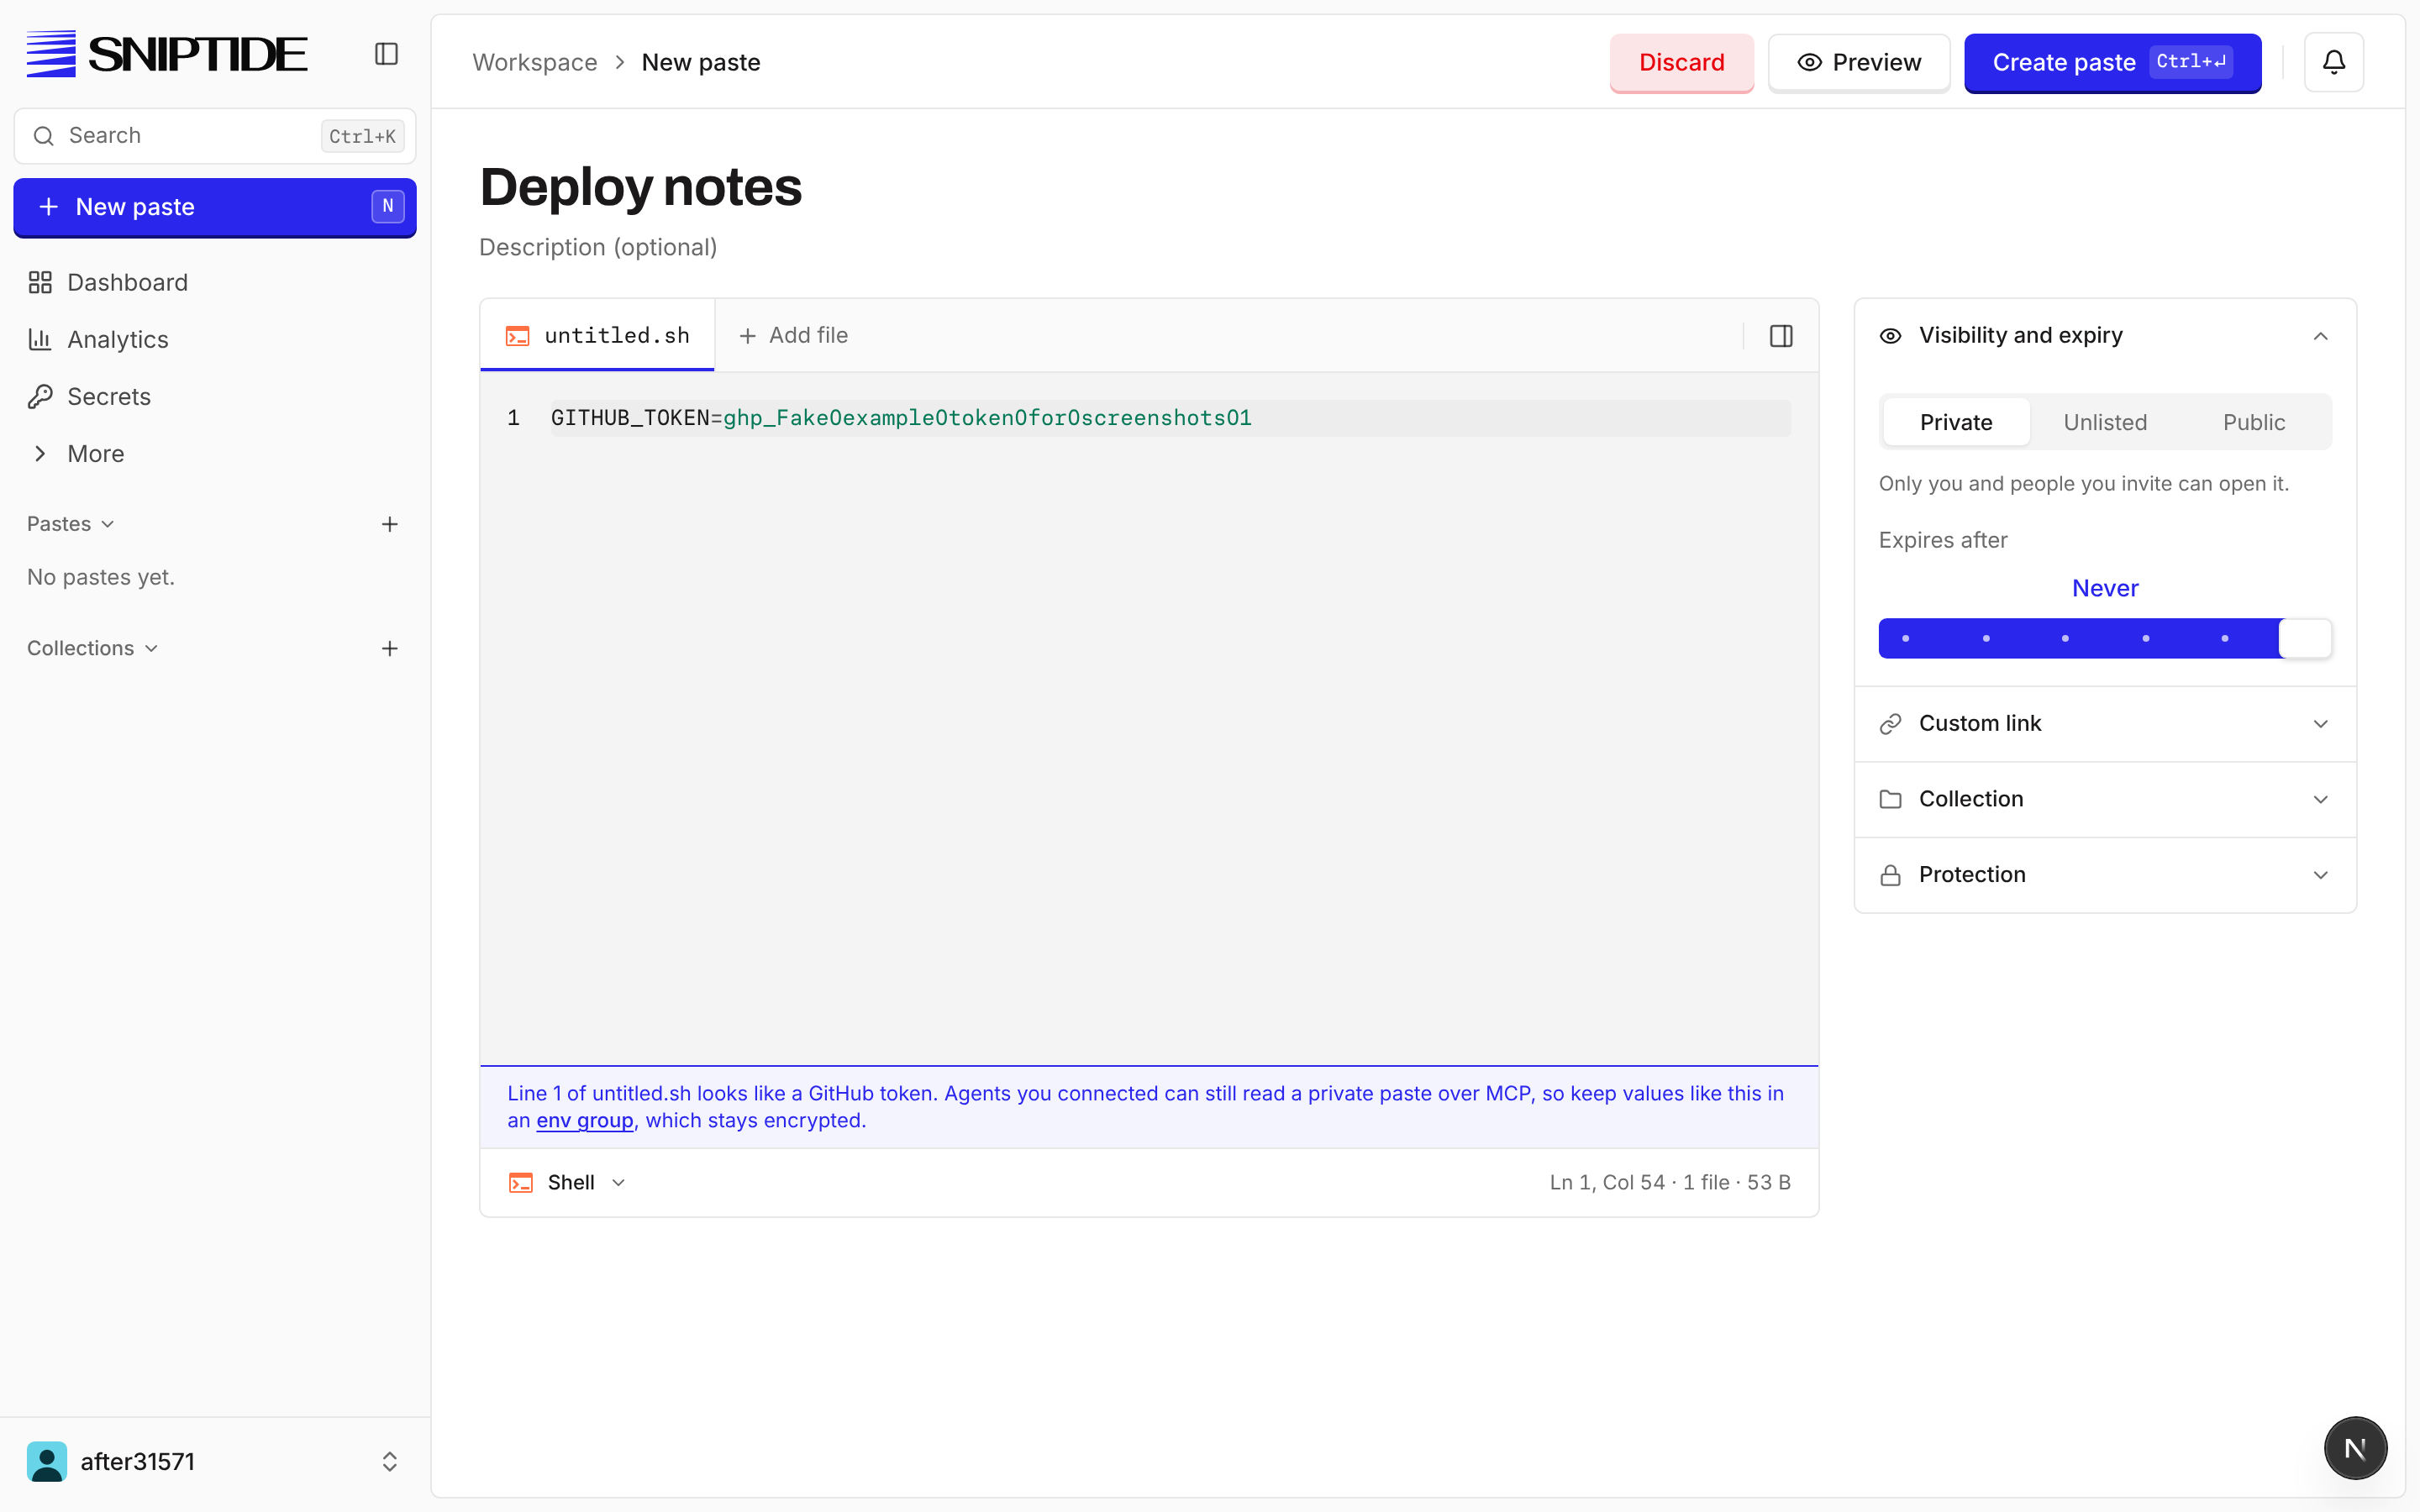 SNIPTIDE
Search Ctrl+K
New paste N
Dashboard
Analytics
Secrets
More
Pastes
No pastes yet.
Collections
after31571
Workspace > New paste
Discard
Preview
Create paste Ctrl+↵
Deploy notes
Description (optional)
untitled.sh
Add file
1 GITHUB_TOKEN=ghp_Fake0example0token0for0screenshots01
Line 1 of untitled.sh looks like a GitHub token. Agents you connected can still read a private paste over MCP, so keep values like this in
an env group, which stays encrypted.
Shell
Ln 1, Col 54 · 1 file · 53 B
Visibility and expiry
Private Unlisted Public
Only you and people you invite can open it.
Expires after
Never
Custom link
Collection
Protection
N